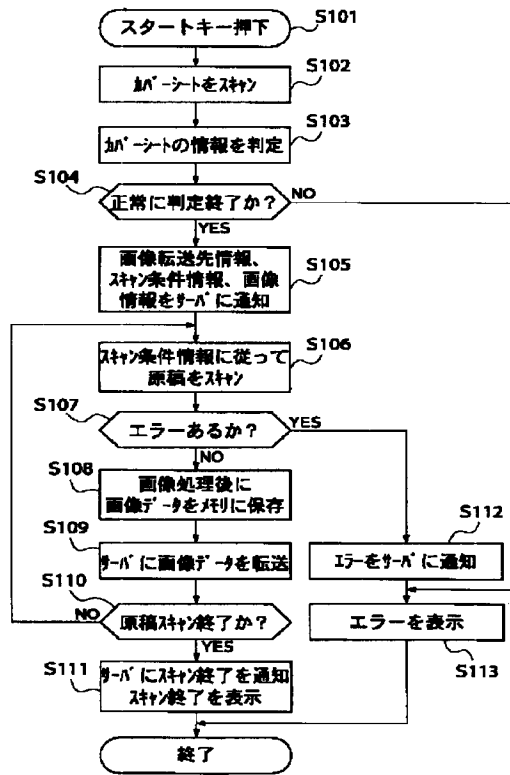 S101
スタートキー押下
S102
ｶﾊﾞｰｼｰﾄをｽｷｬﾝ
S103
ｶﾊﾞｰｼｰﾄの情報を判定
S104
正常に判定終了か？
NO
YES
S105
画像転送先情報、
ｽｷｬﾝ条件情報、画像
情報をｻｰﾊﾞに通知
S106
ｽｷｬﾝ条件情報に従って
原稿をｽｷｬﾝ
S107
エラーあるか？
YES
NO
S108
画像処理後に
画像ﾃﾞｰﾀをﾒﾓﾘに保存
S112
ｴﾗｰをｻｰﾊﾞに通知
S109
ｻｰﾊﾞに画像ﾃﾞｰﾀを転送
S110
原稿ｽｷｬﾝ終了か？
NO
YES
エラーを表示
S113
S111
ｻｰﾊﾞにｽｷｬﾝ終了を通知
ｽｷｬﾝ終了を表示
終了